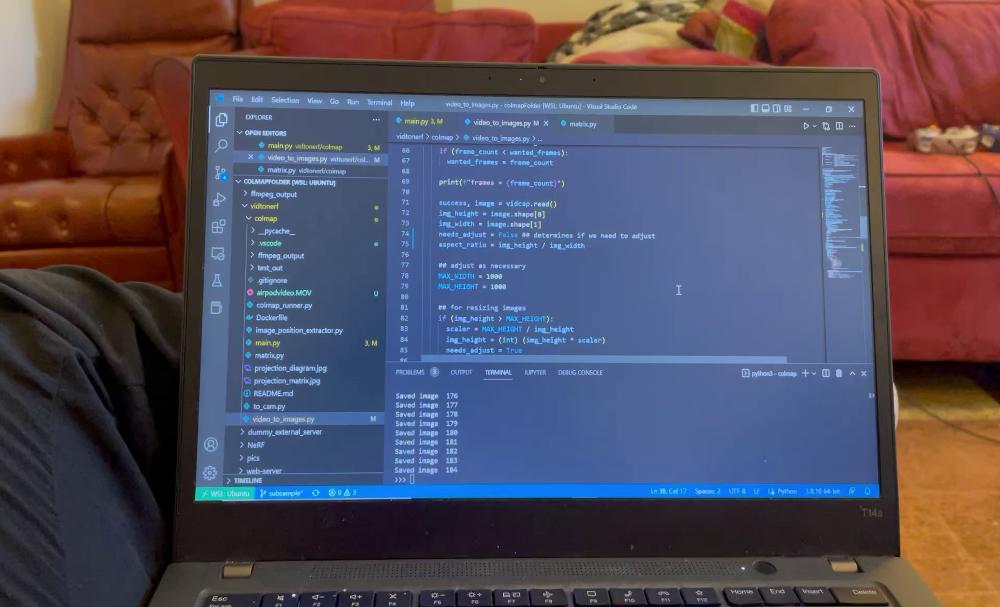 File Edit Selection View Go Run Terminal Help
video_to_images.py - colmapFolder [WSL: Ubuntu] - Visual Studio Code
EXPLORER
OPEN EDITORS
main.py vidtonerf/colmap 3, M
video_to_images.py vidtonerf/col... M
matrix.py vidtonerf/colmap
COLMAPFOLDER [WSL: UBUNTU]
ffmpeg_output
vidtonerf
colmap
__pycache__
.vscode
ffmpeg_output
test_out
.gitignore
airpodvideo.MOV U
colmap_runner.py
Dockerfile
image_position_extractor.py
main.py 3, M
matrix.py
projection_diagram.jpg
projection_matrix.jpg
README.md
to_cam.py
video_to_images.py M
dummy_external_server
NeRF
pics
web-server
TIMELINE
main.py 3, M
video_to_images.py M
matrix.py
vidtonerf > colmap > video_to_images.py > ...
66 if (frame_count < wanted_frames):
67 wanted_frames = frame_count
68
69 print(f"frames = {frame_count}")
70
71 success, image = vidcap.read()
72 img_height = image.shape[0]
73 img_width = image.shape[1]
74 needs_adjust = False ## determines if we need to adjust
75 aspect_ratio = img_height / img_width
76
77 ## adjust as necessary
78 MAX_WIDTH = 1000
79 MAX_HEIGHT = 1000
80
81 ## for resizing images
82 if (img_height > MAX_HEIGHT):
83 scaler = MAX_HEIGHT / img_height
84 img_height = (int) (img_height * scaler)
85 needs_adjust = True
86
PROBLEMS 3 OUTPUT TERMINAL JUPYTER DEBUG CONSOLE
python3 - colmap
Saved image 176
Saved image 177
Saved image 178
Saved image 179
Saved image 180
Saved image 181
Saved image 182
Saved image 183
Saved image 184
>>>
WSL: Ubuntu subsample* 0 3
Ln 38, Col 17 Spaces: 2 UTF-8 LF Python 3.8.10 64-bit
T14s
Esc F1 F2 F3 F4 F5 F6 F7 F8 F9 F10 F11 F12 Home End Insert Delete